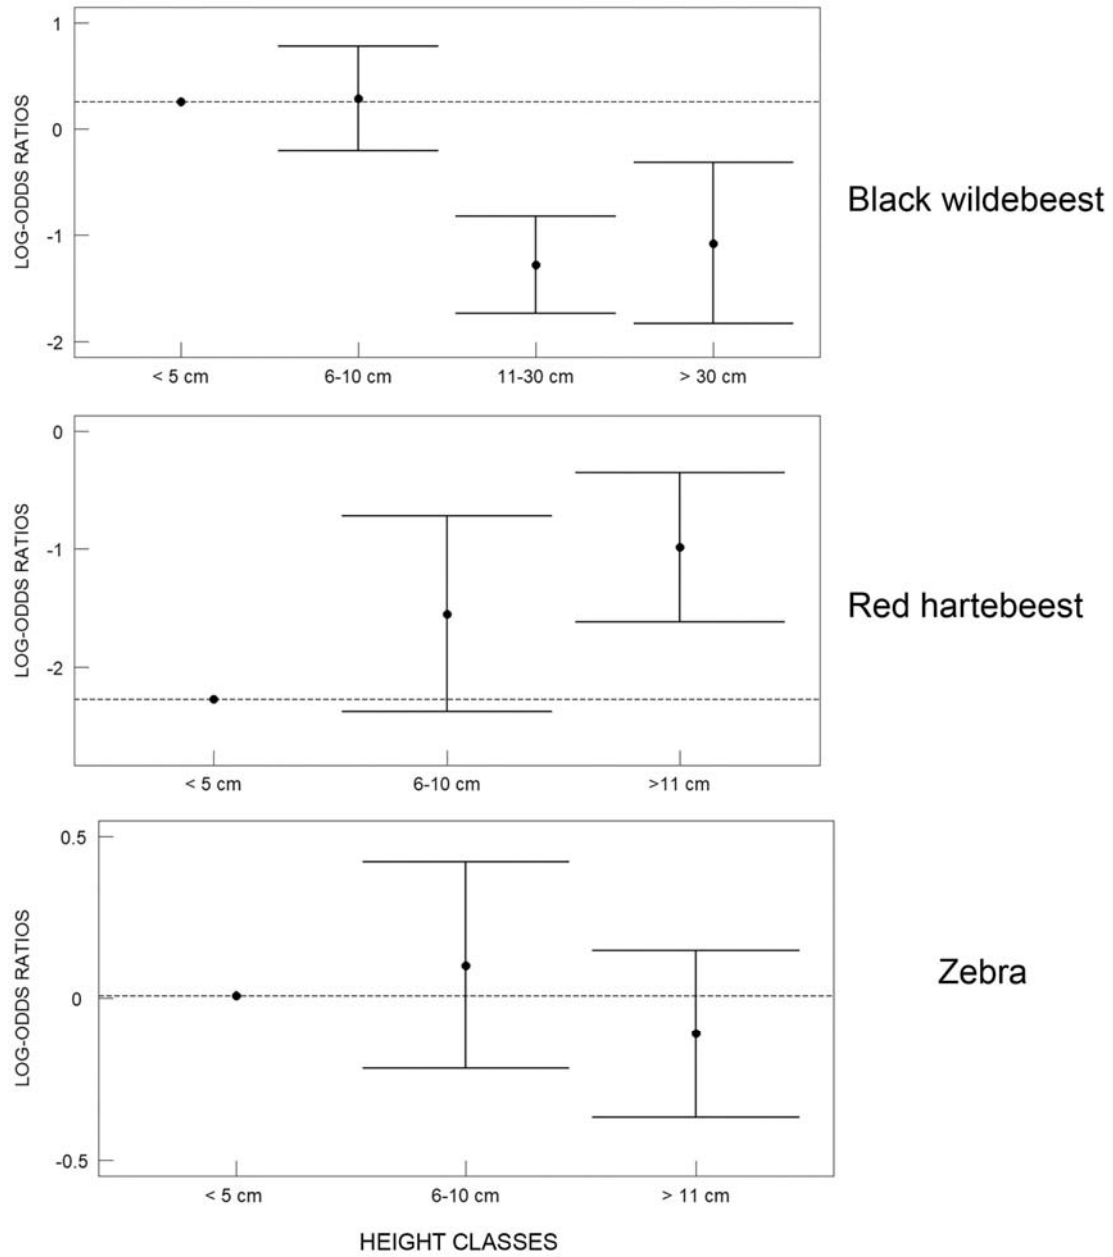 1
0
-1
-2
LOG-ODDS RATIOS
< 5 cm 6-10 cm 11-30 cm > 30 cm
Black wildebeest
0
-1
-2
LOG-ODDS RATIOS
< 5 cm 6-10 cm >11 cm
Red hartebeest
0.5
0
-0.5
LOG-ODDS RATIOS
< 5 cm 6-10 cm > 11 cm
Zebra
HEIGHT CLASSES